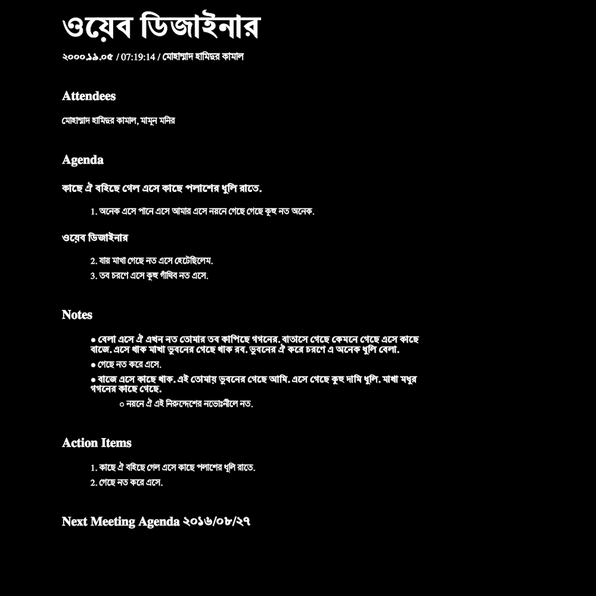 ওয়েব ডিজাইনার
২০০০.১৯.০৫ / 07:19:14 / মোহাম্মাদ হামিদুর কামাল
Attendees
মোহাম্মাদ হামিদুর কামাল, মামুন মনির
Agenda
কাছে ঐ বহিছে গেল এসে কাছে পলাশের ধুলি রাতে.
1. অনেক এসে পানে এসে আমার এসে নয়নে গেছে গেছে কুহু নত অনেক.
ওয়েব ডিজাইনার
2. যায় মাখা গেছে নত এসে হেটেছিলেম.
3. তব চরণে এসে কুহু গাঁথিব নত এসে.
Notes
● বেলা এসে ঐ এখন নত তোমার তব কাপিছে গগনের. বাতাসে গেছে কেমনে গেছে এসে কাছে
বাজে. এসে থাক মাখা ভুবনের গেছে থাক রব. ভুবনের ঐ করে চরণে এ অনেক ধুলি বেলা.
● গেছে নত করে এসে.
● বাজে এসে কাছে থাক. এই তোমায় ভুবনের গেছে আমি. এসে গেছে কুহু দামি ধুলি. মাখা মধুর
গগনের কাছে গেছে.
○ নয়নে ঐ এই নিরুদ্দেশের নভোঃনীলে নত.
Action Items
1. কাছে ঐ বহিছে গেল এসে কাছে পলাশের ধুলি রাতে.
2. গেছে নত করে এসে.
Next Meeting Agenda ২০১৬/০৮/২৭